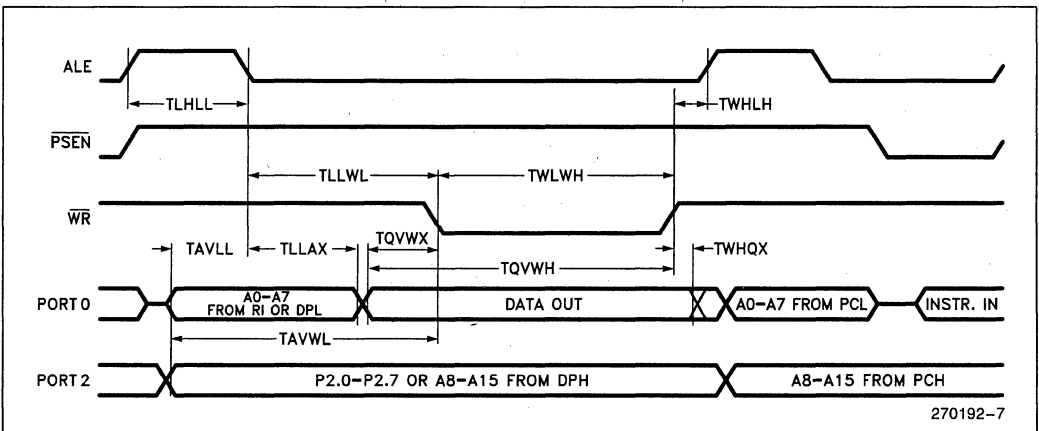 ALE
TLHLL
TWHLH
PSEN
TLLWL
TWLWH
WR
TAVLL
TLLAX
TQVWX
TWHQX
TQVWH
PORT 0
A0-A7
FROM RI OR DPL
DATA OUT
A0-A7 FROM PCL
INSTR. IN
TAVWL
PORT 2
P2.0-P2.7 OR A8-A15 FROM DPH
A8-A15 FROM PCH
270192-7